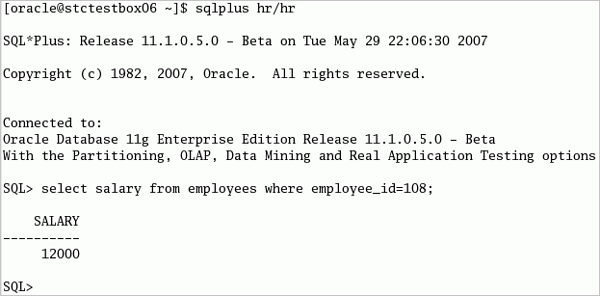 [oracle@stctestbox06 ~]$ sqlplus hr/hr
SQL*Plus: Release 11.1.0.5.0 - Beta on Tue May 29 22:06:30 2007
Copyright (c) 1982, 2007, Oracle.  All rights reserved.
Connected to:
Oracle Database 11g Enterprise Edition Release 11.1.0.5.0 - Beta
With the Partitioning, OLAP, Data Mining and Real Application Testing options
SQL> select salary from employees where employee_id=108;
SALARY
----------
12000
SQL>